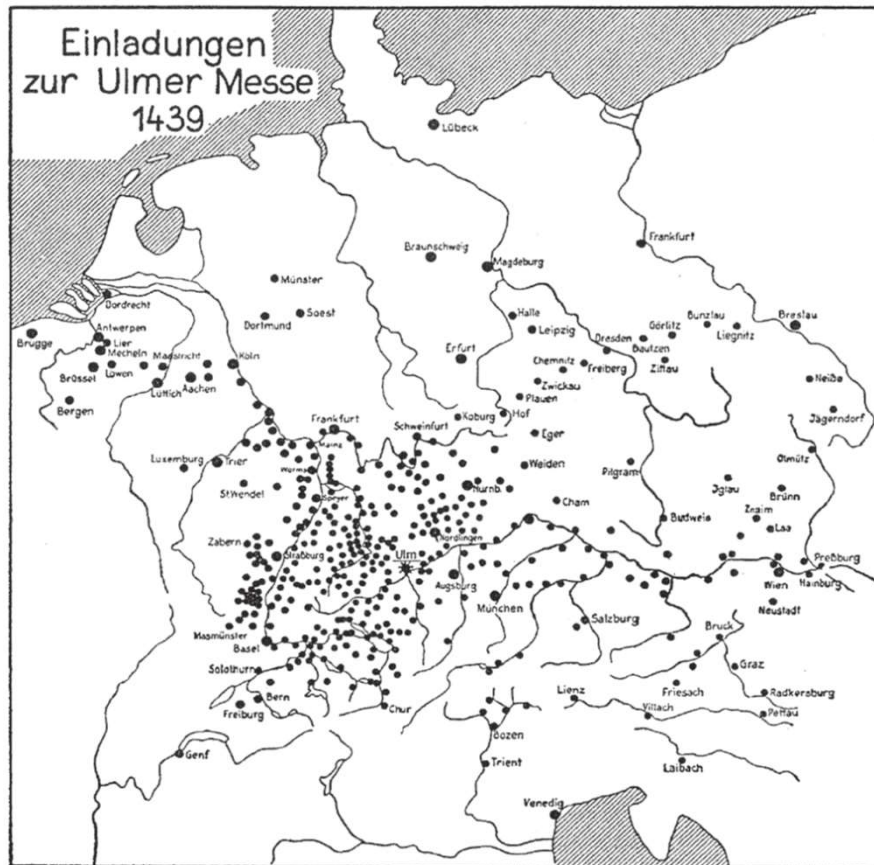 Einladungen
zur Ulmer Messe
1439
Lübeck
Braunschweig
Magdeburg
Frankfurt
Münster
Dordrecht
Soest
Dortmund
Halle
Leipzig
Dresden
Görlitz
Bunzlau
Breslau
Liegnitz
Bautzen
Zittau
Antwerpen
Brügge
Lier
Mecheln
Maastricht
Köln
Erfurt
Chemnitz
Freiberg
Brüssel
Löwen
Aachen
Lüttich
Zwickau
Neiße
Bergen
Plauen
Jägerndorf
Koburg
Hof
Frankfurt
Schweinfurt
Eger
Mainz
Olmütz
Luxemburg
Trier
Worms
Weiden
Pilgram
St.Wendel
Speyer
Nürnb.
Jglau
Brünn
Cham
Znaim
Budweis
Laa
Zabern
Straßburg
Nördlingen
Ulm
Augsburg
Preßburg
Wien
Hainburg
München
Neustadt
Masmünster
Salzburg
Basel
Bruck
Solothurn
Graz
Bern
Lienz
Friesach
Radkersburg
Freiburg
Chur
Villach
Pettau
Bozen
Genf
Trient
Laibach
Venedig